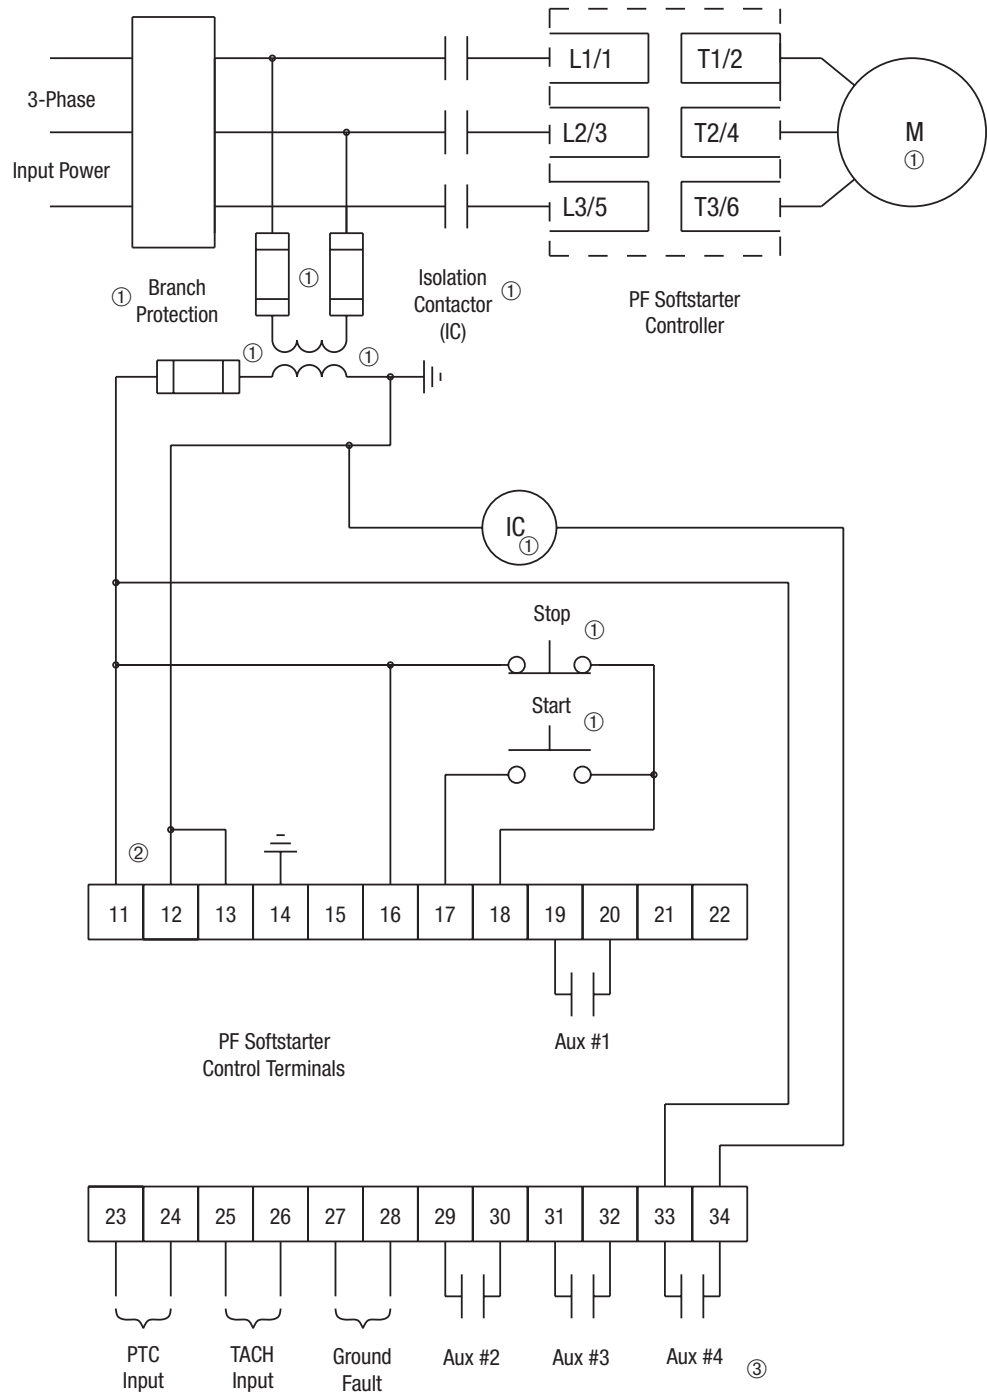 3-Phase
Input Power
L1/1
T1/2
L2/3
T2/4
L3/5
T3/6
M
①
① Branch
Protection
①
Isolation
Contactor ①
(IC)
PF Softstarter
Controller
①
①
IC
①
Stop ①
Start ①
②
11 12 13 14 15 16 17 18 19 20 21 22
Aux #1
PF Softstarter
Control Terminals
23 24 25 26 27 28 29 30 31 32 33 34
PTC
Input
TACH
Input
Ground
Fault
Aux #2
Aux #3
Aux #4 ③